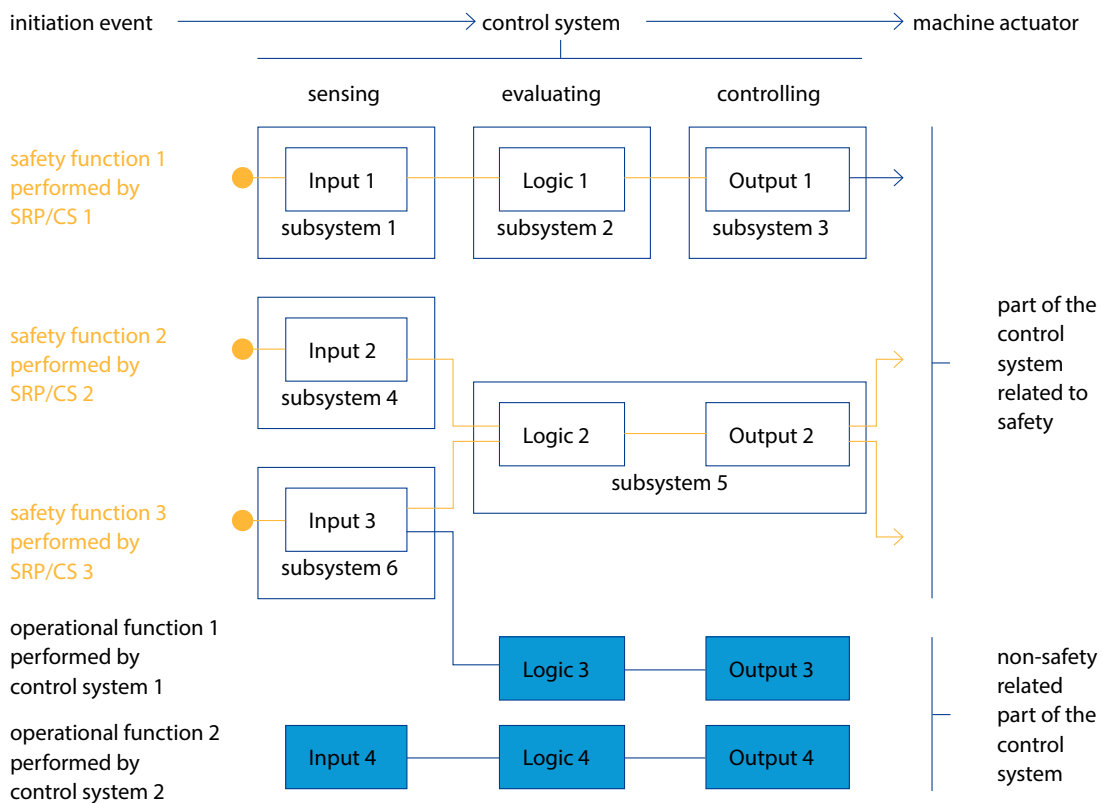 initiation event
control system
machine actuator
sensing
evaluating
controlling
safety function 1
performed by
SRP/CS 1
Input 1
subsystem 1
Logic 1
subsystem 2
Output 1
subsystem 3
safety function 2
performed by
SRP/CS 2
Input 2
subsystem 4
Logic 2
Output 2
subsystem 5
part of the
control
system
related to
safety
safety function 3
performed by
SRP/CS 3
Input 3
subsystem 6
operational function 1
performed by
control system 1
Logic 3
Output 3
operational function 2
performed by
control system 2
Input 4
Logic 4
Output 4
non-safety
related
part of the
control
system